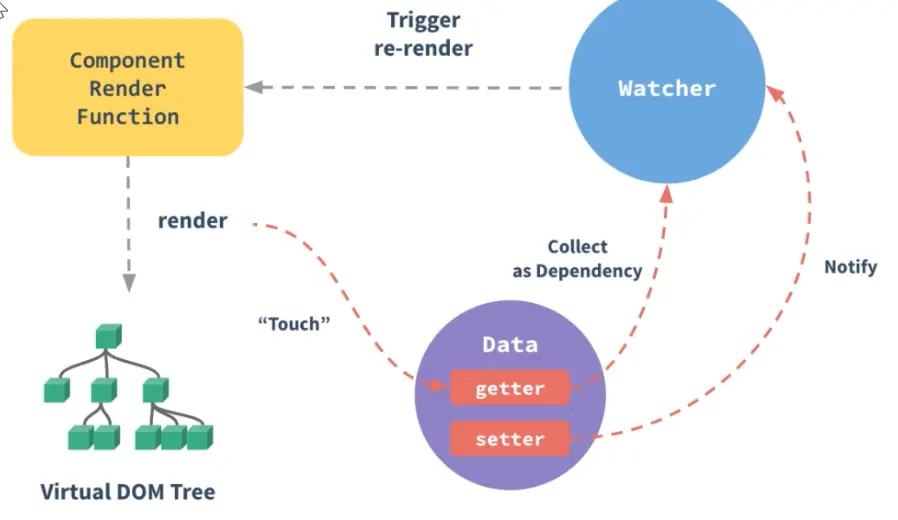 Trigger
re-render
Component
Render
Function
Watcher
render
Collect
as Dependency
Notify
“Touch”
Data
getter
setter
Virtual DOM Tree